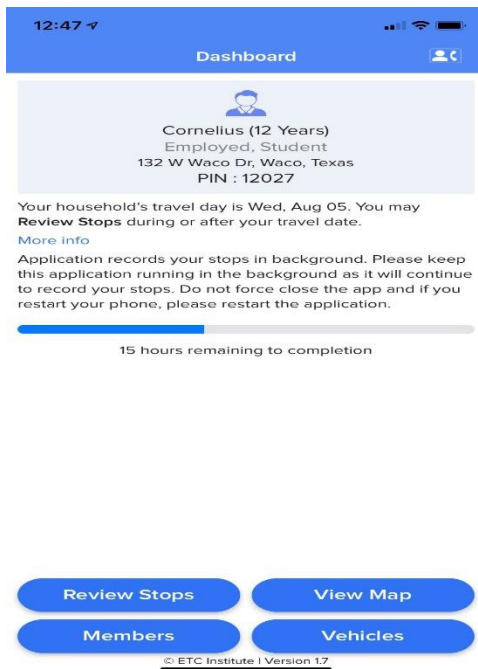 12:47
Dashboard
Cornelius (12 Years)
Employed, Student
132 W Waco Dr, Waco, Texas
PIN : 12027
Your household's travel day is Wed, Aug 05. You may
Review Stops during or after your travel date.
More info
Application records your stops in background. Please keep
this application running in the background as it will continue
to record your stops. Do not force close the app and if you
restart your phone, please restart the application.
15 hours remaining to completion
Review Stops
View Map
Members
Vehicles
© ETC Institute | Version 1.7